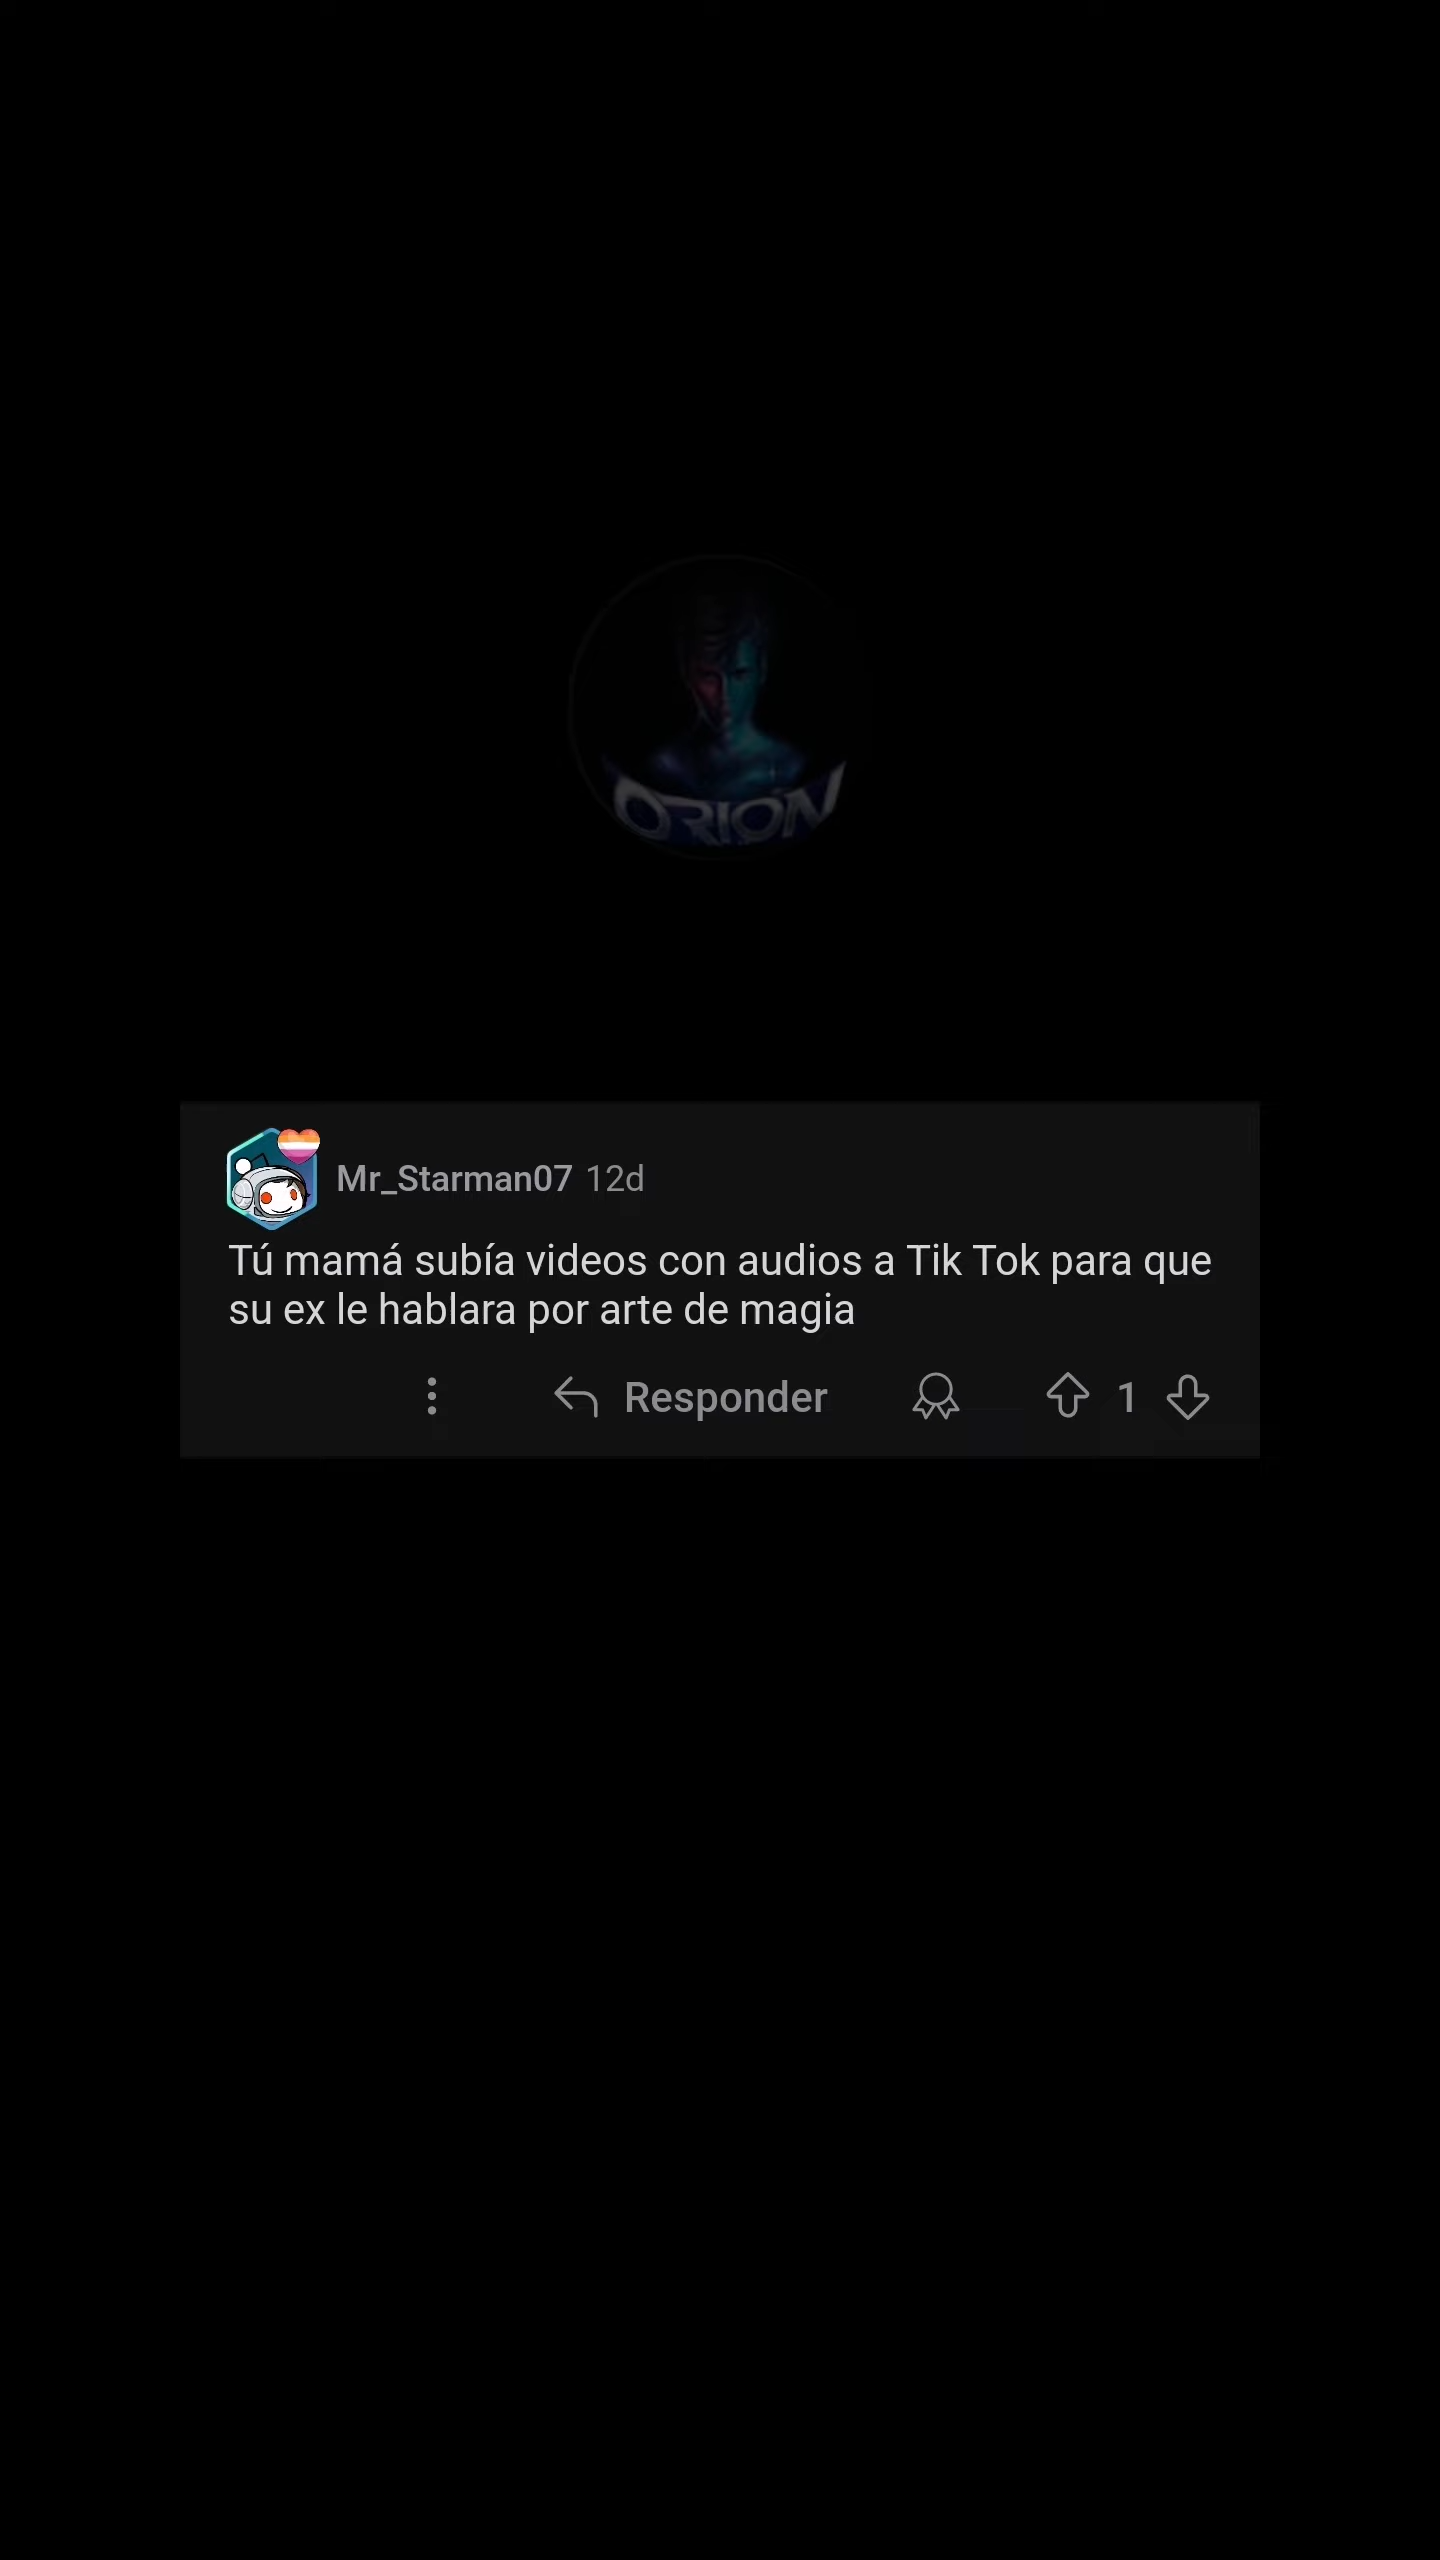 ORION
Mr_Starman07 12d
Tú mamá subía videos con audios a Tik Tok para que
su ex le hablara por arte de magia
Responder
1